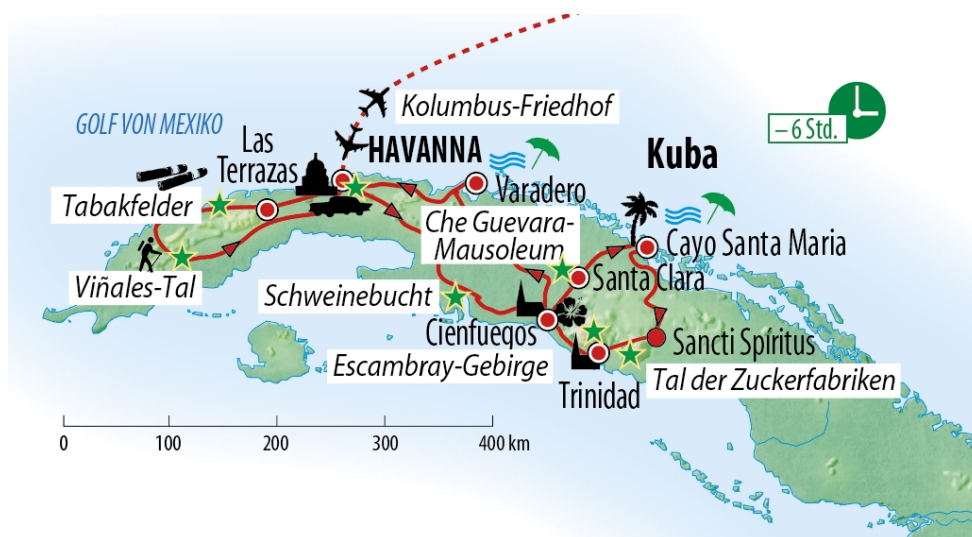 Kolumbus-Friedhof
GOLF VON MEXIKO
– 6 Std.
Las
Terrazas
HAVANNA
Kuba
Varadero
Tabakfelder
Che Guevara-
Mausoleum
Cayo Santa Maria
Viñales-Tal
Santa Clara
Schweinebucht
Cienfuegos
Sancti Spíritus
Escambray-Gebirge
Tal der Zuckerfabriken
Trinidad
0 100 200 300 400 km